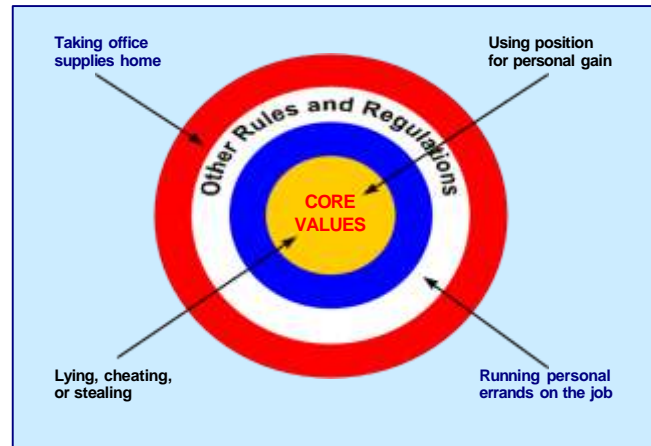 Taking office
supplies home
Using position
for personal gain
Other Rules and Regulations
CORE
VALUES
Lying, cheating,
or stealing
Running personal
errands on the job